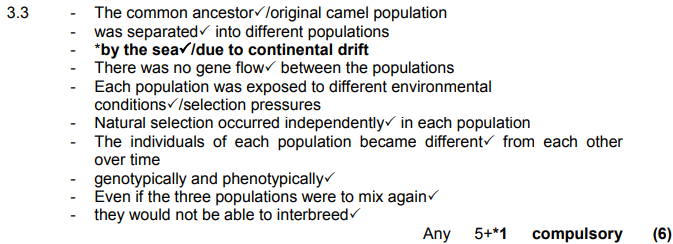 3.3 - The common ancestor✓/original camel population
- was separated✓ into different populations
- *by the sea✓/due to continental drift
- There was no gene flow✓ between the populations
- Each population was exposed to different environmental
conditions✓/selection pressures
- Natural selection occurred independently✓ in each population
- The individuals of each population became different✓ from each other
over time
- genotypically and phenotypically✓
- Even if the three populations were to mix again✓
- they would not be able to interbreed✓
Any 5+*1 compulsory (6)